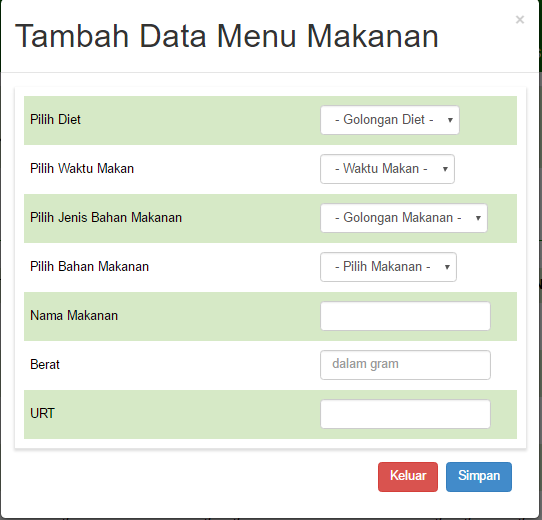 Tambah Data Menu Makanan
×
Pilih Diet - Golongan Diet -
Pilih Waktu Makan - Waktu Makan -
Pilih Jenis Bahan Makanan - Golongan Makanan -
Pilih Bahan Makanan - Pilih Makanan -
Nama Makanan
Berat dalam gram
URT
Keluar Simpan